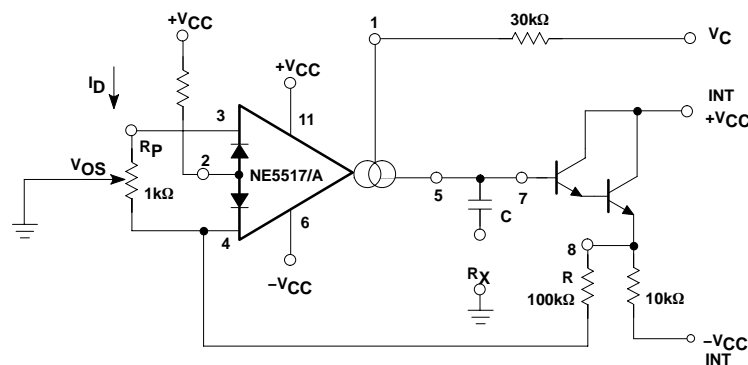 +VCC
1
30kΩ
VC
ID
+VCC
INT
+VCC
3
11
RP
VOS
2
NE5517/A
1kΩ
5
7
C
4
6
8
−VCC
RX
R
100kΩ
10kΩ
−VCC
INT